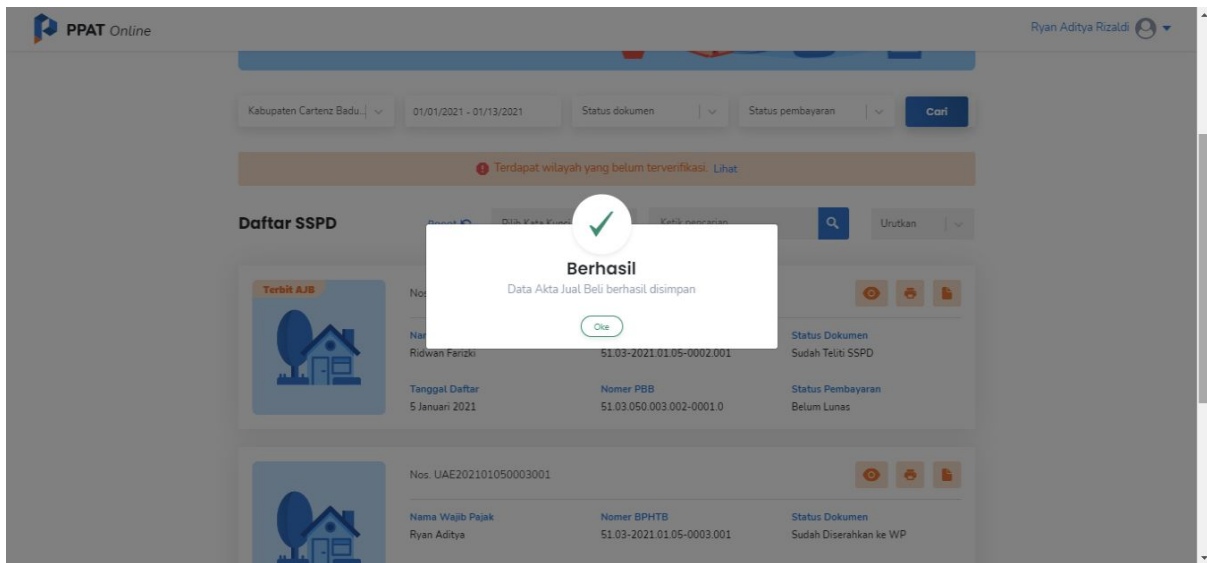 PPAT Online
Ryan Aditya Rizaldi
Kabupaten Cartenz Badu..
01/01/2021 - 01/13/2021
Status dokumen
Status pembayaran
Cari
Terdapat wilayah yang belum terverifikasi. Lihat
Daftar SSPD
Urutkan
Berhasil
Data Akta Jual Beli berhasil disimpan
Oke
Terbit AJB
Status Dokumen
Ridwan Farizki
51.03-2021.01.05-0002.001
Sudah Teliti SSPD
Tanggal Daftar
Nomer PBB
Status Pembayaran
5 Januari 2021
51.03.050.003.002-0001.0
Belum Lunas
Nos. UAE202101050003001
Nama Wajib Pajak
Nomer BPHTB
Status Dokumen
Ryan Aditya
51.03-2021.01.05-0003.001
Sudah Diserahkan ke WP